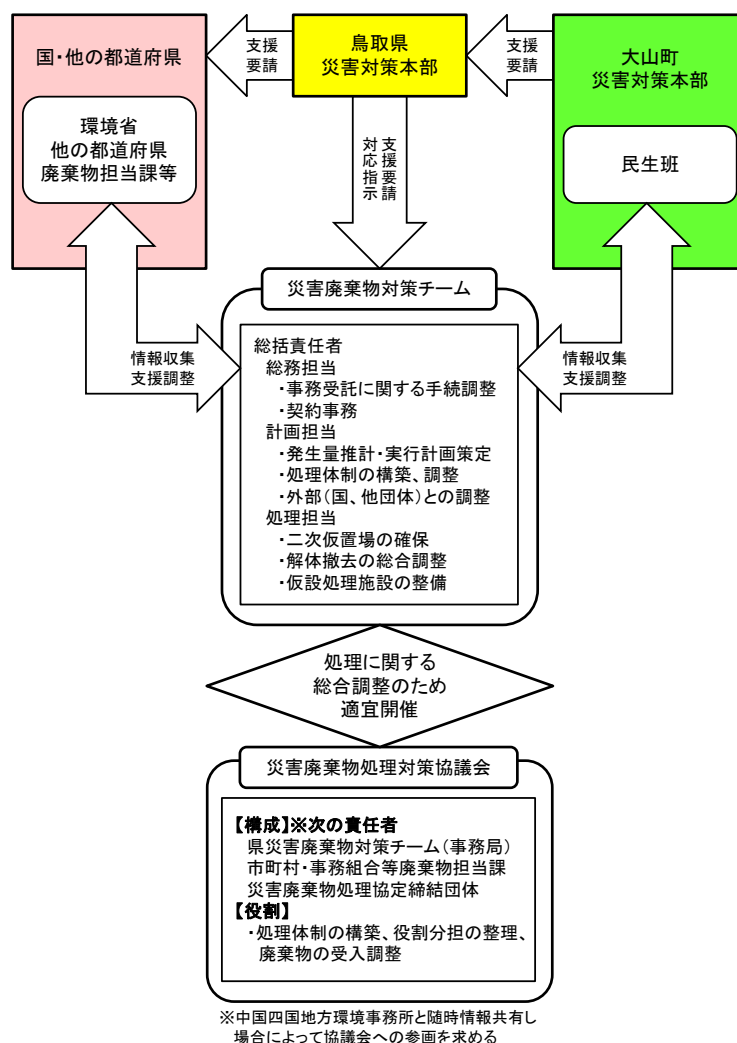 国・他の都道府県
環境省
他の都道府県
廃棄物担当課等
支援
要請
鳥取県
災害対策本部
支援
要請
大山町
災害対策本部
民生班
支援要請
対応指示
情報収集
支援調整
情報収集
支援調整
災害廃棄物対策チーム
総括責任者
総務担当
・事務受託に関する手続調整
・契約事務
計画担当
・発生量推計・実行計画策定
・処理体制の構築、調整
・外部(国、他団体)との調整
処理担当
・二次仮置場の確保
・解体撤去の総合調整
・仮設処理施設の整備
処理に関する
総合調整のため
適宜開催
災害廃棄物処理対策協議会
【構成】※次の責任者
県災害廃棄物対策チーム(事務局)
市町村・事務組合等廃棄物担当課
災害廃棄物処理協定締結団体
【役割】
・処理体制の構築、役割分担の整理、
廃棄物の受入調整
※中国四国地方環境事務所と随時情報共有し
場合によって協議会への参画を求める